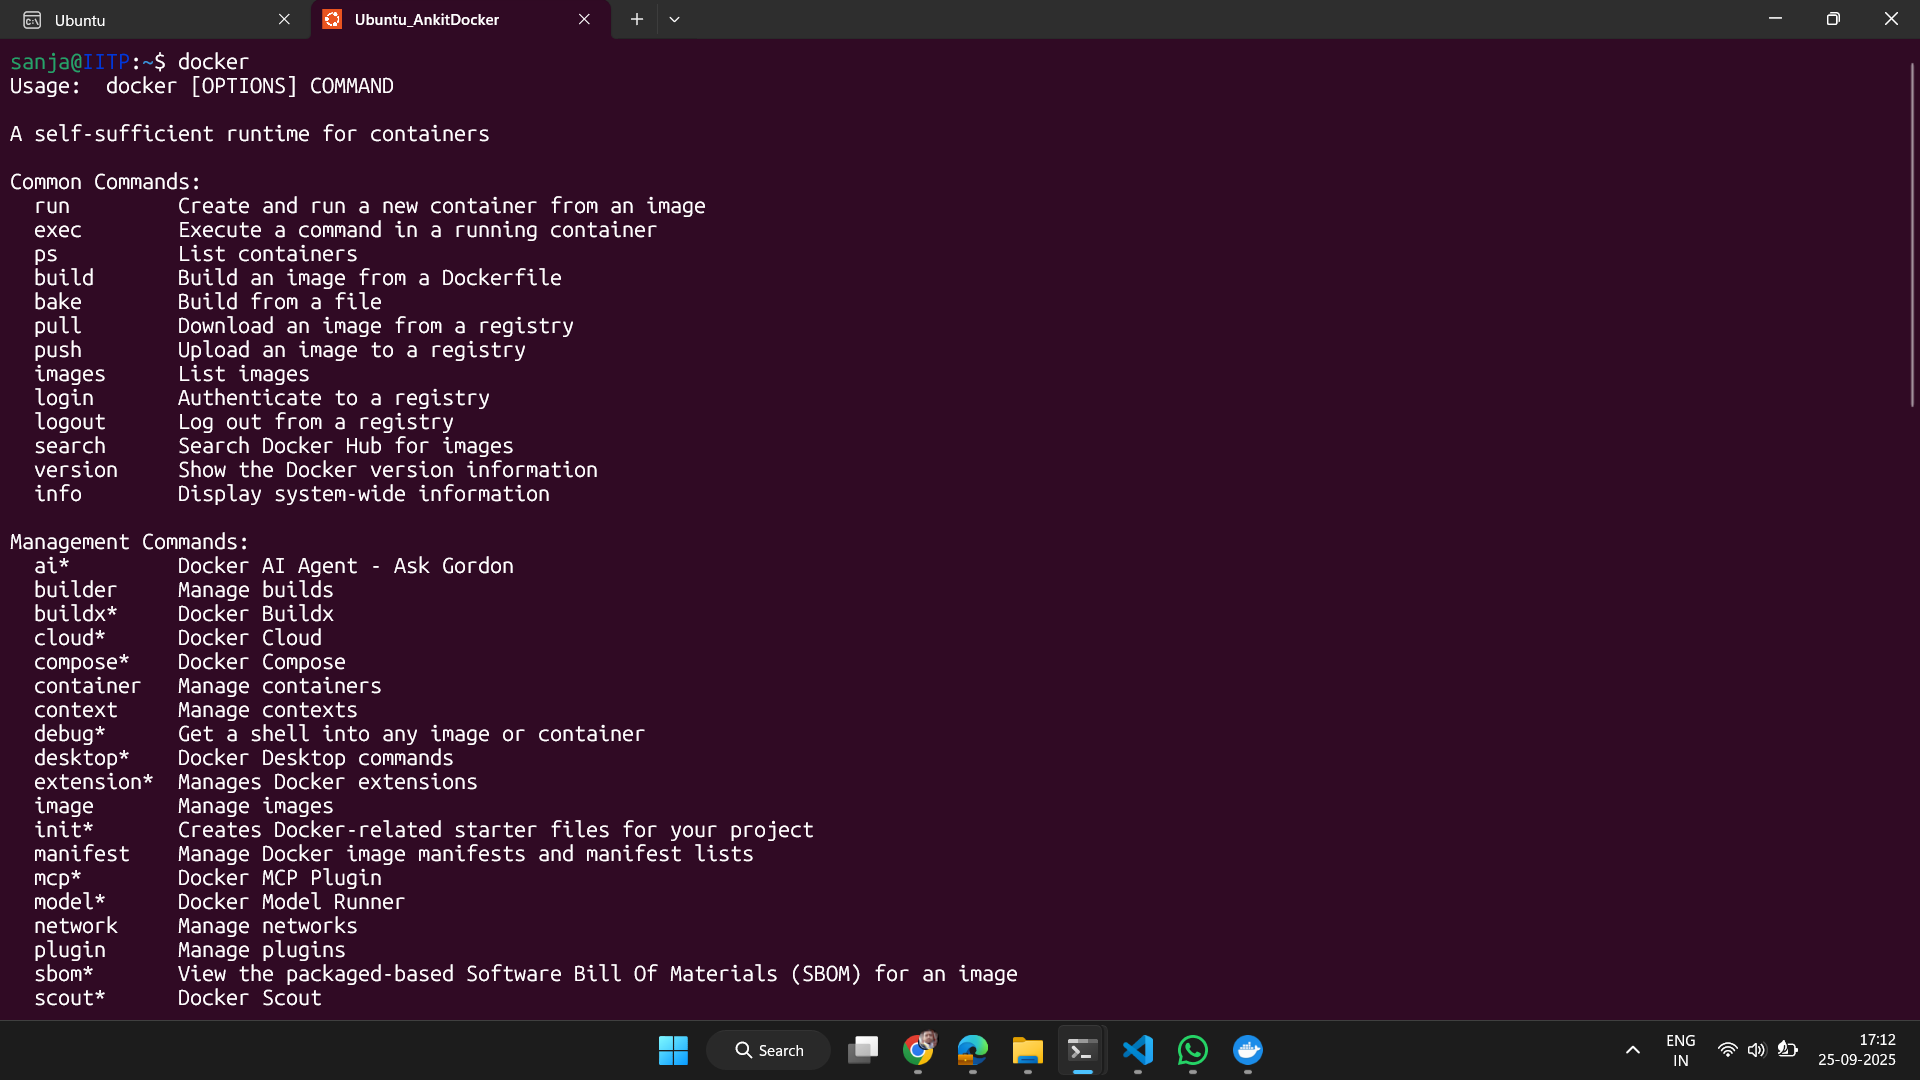 Ubuntu
Ubuntu_AnkitDocker
sanja@IITP:~$ docker
Usage:  docker [OPTIONS] COMMAND
A self-sufficient runtime for containers
Common Commands:
run         Create and run a new container from an image
exec        Execute a command in a running container
ps          List containers
build       Build an image from a Dockerfile
bake        Build from a file
pull        Download an image from a registry
push        Upload an image to a registry
images      List images
login       Authenticate to a registry
logout      Log out from a registry
search      Search Docker Hub for images
version     Show the Docker version information
info        Display system-wide information
Management Commands:
ai*         Docker AI Agent - Ask Gordon
builder     Manage builds
buildx*     Docker Buildx
cloud*      Docker Cloud
compose*    Docker Compose
container   Manage containers
context     Manage contexts
debug*      Get a shell into any image or container
desktop*    Docker Desktop commands
extension*  Manages Docker extensions
image       Manage images
init*       Creates Docker-related starter files for your project
manifest    Manage Docker image manifests and manifest lists
mcp*        Docker MCP Plugin
model*      Docker Model Runner
network     Manage networks
plugin      Manage plugins
sbom*       View the packaged-based Software Bill Of Materials (SBOM) for an image
scout*      Docker Scout
Search
ENG
IN
17:12
25-09-2025